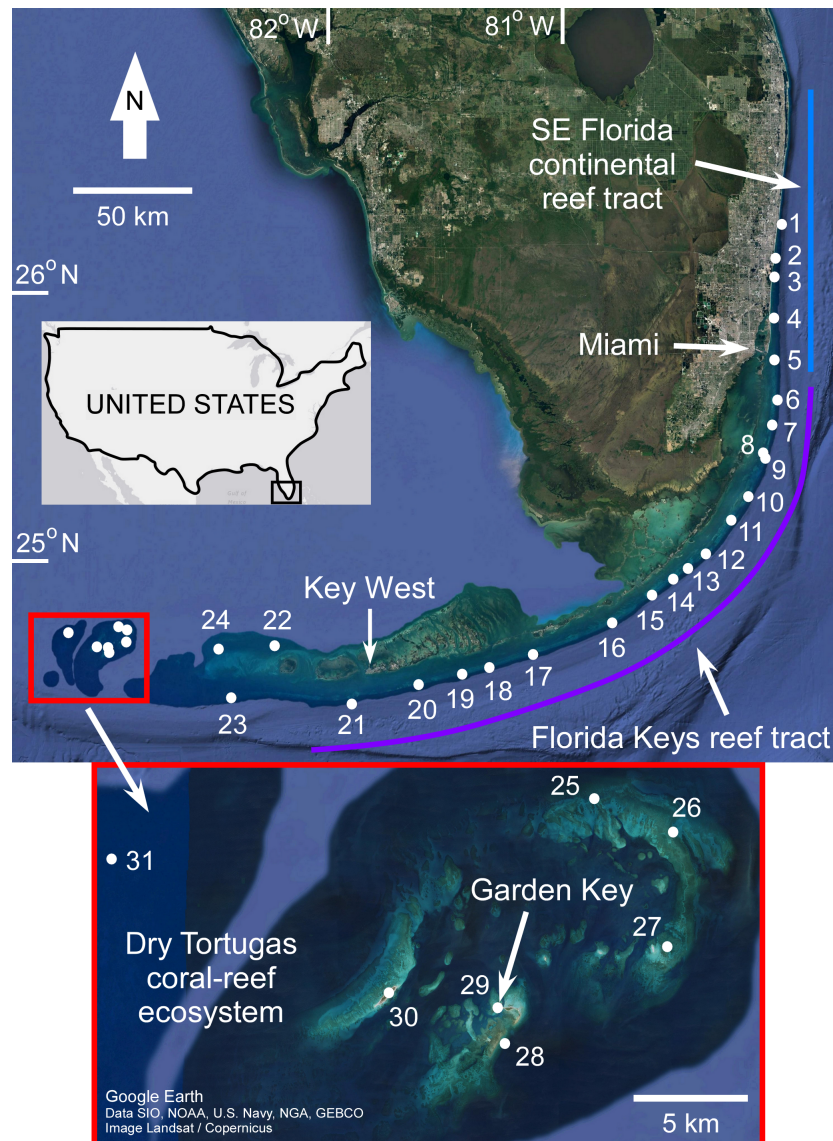 82° W
81° W
N
50 km
SE Florida
continental
reef tract
1
2
3
26° N
4
Miami
5
UNITED STATES
6
7
8
9
10
11
25° N
12
13
14
15
Key West
16
24
22
17
18
19
20
23
21
Florida Keys reef tract
25
26
31
Garden Key
27
Dry Tortugas
coral-reef
ecosystem
29
30
28
Google Earth
Data SIO, NOAA, U.S. Navy, NGA, GEBCO
Image Landsat / Copernicus
5 km